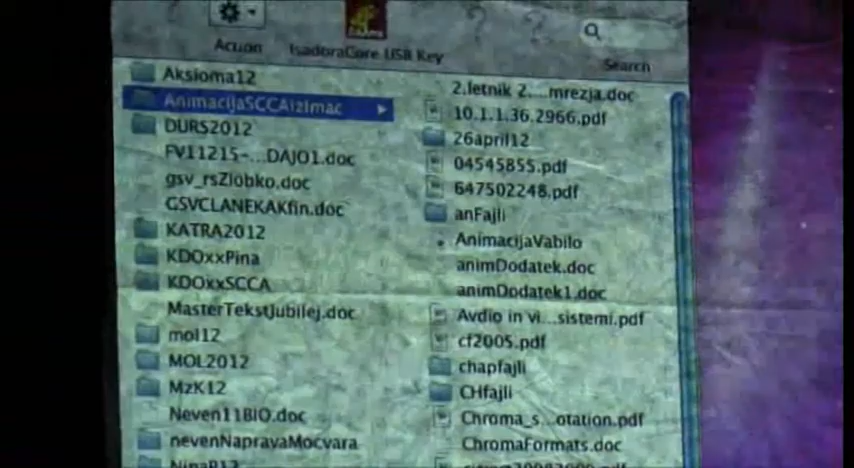 Action
IsadoraCore USB Key
Search
Aksioma12
AnimacijaSCCAizImac
DURS2012
FV11215-...DAJO1.doc
gsv_rsZlobko.doc
GSVCLANEKAKfin.doc
KATRA2012
KDOxxPina
KDOxxSCCA
MasterTekstJubilej.doc
mol12
MOL2012
MzK12
Neven11BIO.doc
nevenNapravaMocvara
NinaP12
2.letnik 2....mrezja.doc
10.1.1.36.2966.pdf
26april12
04545855.pdf
647502248.pdf
anFajli
AnimacijaVabilo
animDodatek.doc
animDodatek1.doc
Avdio in vi...sistemi.pdf
cf2005.pdf
chapfajli
CHfajli
Chroma_s...otation.pdf
ChromaFormats.doc